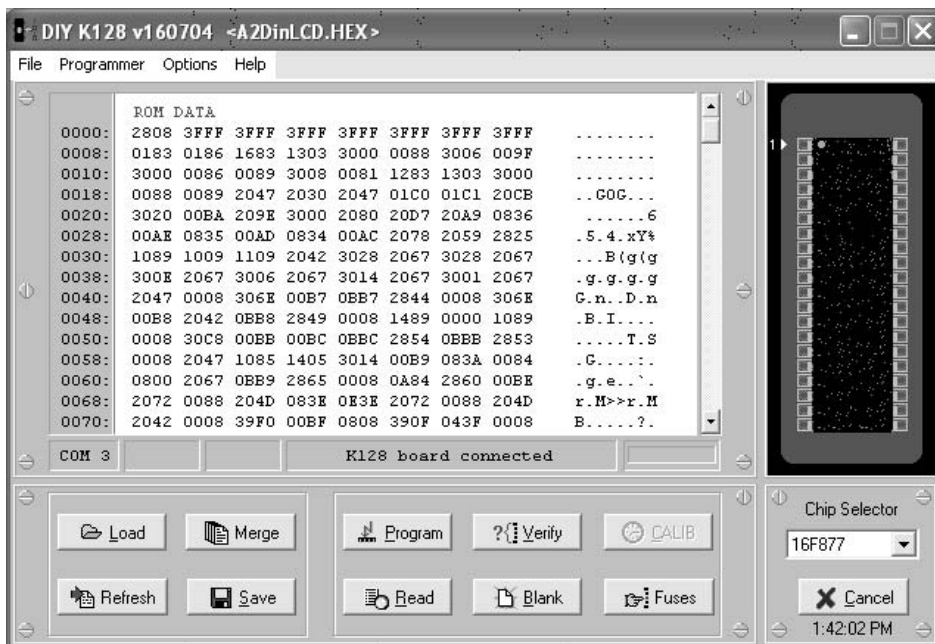 DIY K128 v160704 <A2DinLCD.HEX>
File Programmer Options Help
ROM DATA
0000: 2808 3FFF 3FFF 3FFF 3FFF 3FFF 3FFF 3FFF ........
0008: 0183 0186 1683 1303 3000 0088 3006 009F ........
0010: 3000 0086 0089 3008 0081 1283 1303 3000 ........
0018: 0088 0089 2047 2030 2047 01C0 01C1 20CB ..G0G...
0020: 3020 00BA 209E 3000 2080 20D7 20A9 0836 ......6
0028: 00AE 0835 00AD 0834 00AC 2078 2059 2825 .5.4.xY%
0030: 1089 1009 1109 2042 3028 2067 3028 2067 ...B(g(g
0038: 300E 2067 3006 2067 3014 2067 3001 2067 .g.g.g.g
0040: 2047 0008 306E 00B7 0BB7 2844 0008 306E G.n..D.n
0048: 00B8 2042 0BB8 2849 0008 1489 0000 1089 .B.I....
0050: 0008 30C8 00BB 00BC 0BBC 2854 0BBB 2853 .....T.S
0058: 0008 2047 1085 1405 3014 00B9 083A 0084 .G....:.
0060: 0800 2067 0BB9 2865 0008 0A84 2860 00BE .g.e..`.
0068: 2072 0088 204D 083E 0E3E 2072 0088 204D r.M>>r.M
0070: 2042 0008 39F0 00BF 0808 390F 043F 0008 B.....?.
1
COM 3 K128 board connected
Load Merge Program ?{ Verify CALIB
Refresh Save Read Blank Fuses
Chip Selector
16F877
Cancel
1:42:02 PM